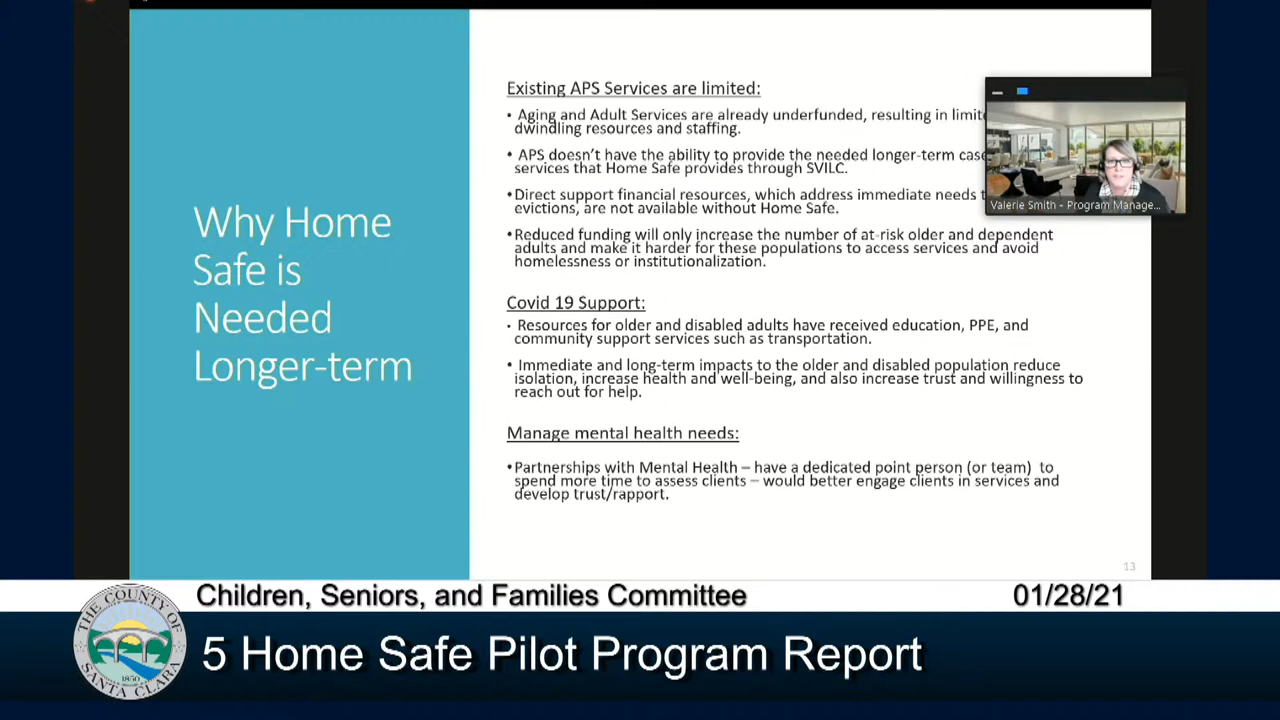 Why Home
Safe is
Needed
Longer-term
Existing APS Services are limited:
• Aging and Adult Services are already underfunded, resulting in
dwindling resources and staffing.
• APS doesn't have the ability to provide the needed longer-term
services that Home Safe provides through SVILC.
•Direct support financial resources, which address immediate needs
evictions, are not available without Home Safe.
•Reduced funding will only increase the number of at-risk older and dependent
adults and make it harder for these populations to access services and avoid
homelessness or institutionalization.
Covid 19 Support:
• Resources for older and disabled adults have received education, PPE, and
community support services such as transportation.
• Immediate and long-term impacts to the older and disabled population reduce
isolation, increase health and well-being, and also increase trust and willingness to
reach out for help.
Manage mental health needs:
•Partnerships with Mental Health – have a dedicated point person (or team) to
spend more time to assess clients – would better engage clients in services and
develop trust/rapport.
Valerie Smith - Program Manage...
13
Children, Seniors, and Families Committee
01/28/21
THE COUNTY OF
SANTA CLARA
1850
5 Home Safe Pilot Program Report